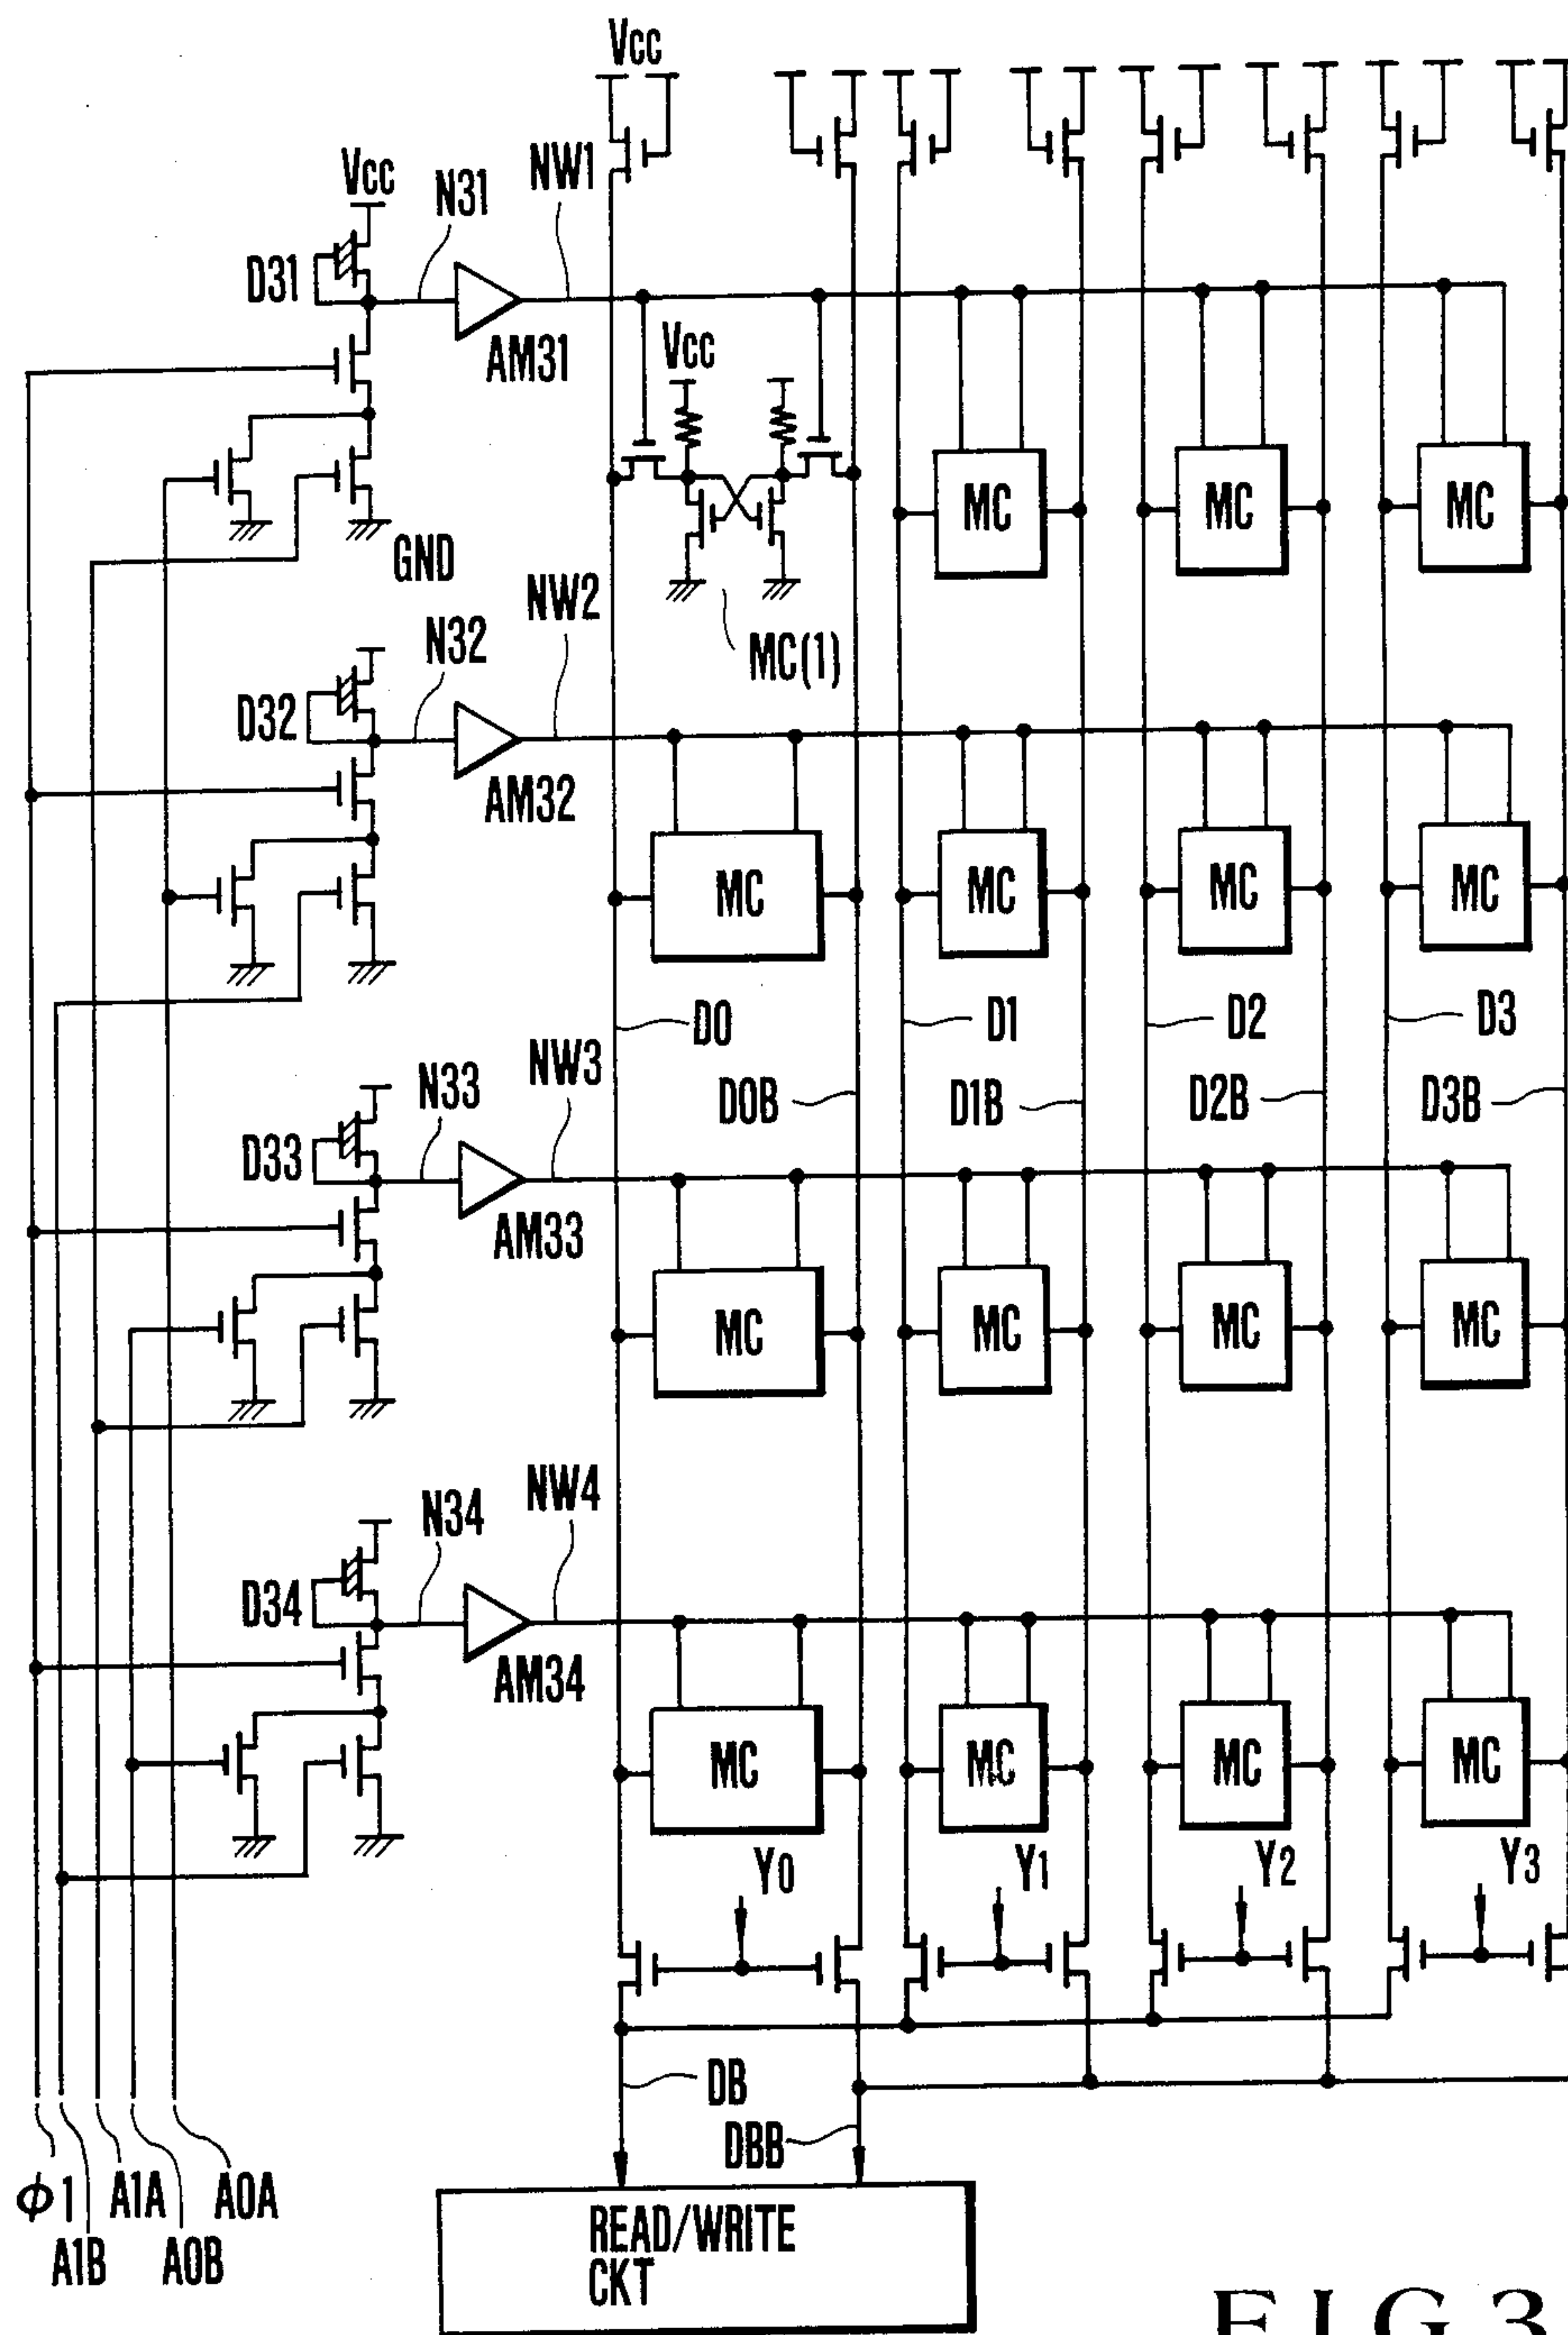 Vcc
Vcc
N31
NW1
D31
AM31
Vcc
MC
MC
MC
GND
NW2
N32
MC(1)
D32
AM32
MC
MC
MC
MC
D0
D1
D2
D3
NW3
N33
D0B
D1B
D2B
D3B
D33
AM33
MC
MC
MC
MC
NW4
N34
D34
AM34
MC
MC
MC
MC
Y0
Y1
Y2
Y3
DB
DBB
φ1
A1A
A0A
A1B
A0B
READ/WRITE
CKT
FIG3